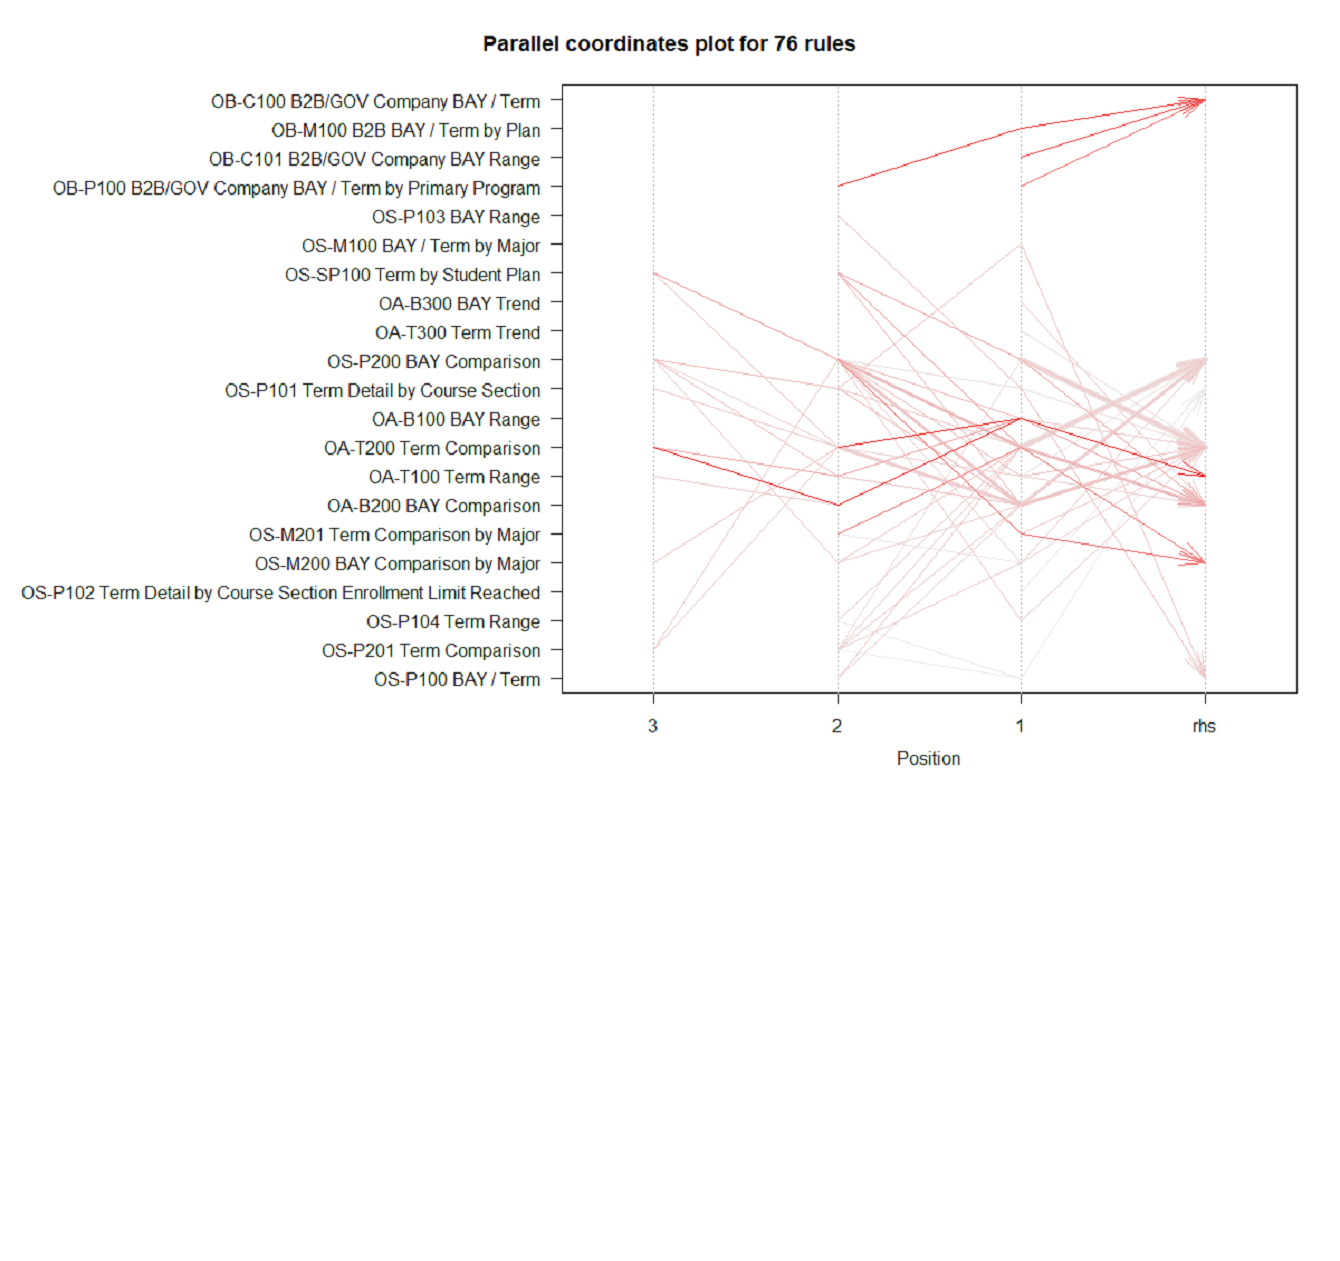 Parallel coordinates plot for 76 rules
OB-C100 B2B/GOV Company BAY / Term
OB-M100 B2B BAY / Term by Plan
OB-C101 B2B/GOV Company BAY Range
OB-P100 B2B/GOV Company BAY / Term by Primary Program
OS-P103 BAY Range
OS-M100 BAY / Term by Major
OS-SP100 Term by Student Plan
OA-B300 BAY Trend
OA-T300 Term Trend
OS-P200 BAY Comparison
OS-P101 Term Detail by Course Section
OA-B100 BAY Range
OA-T200 Term Comparison
OA-T100 Term Range
OA-B200 BAY Comparison
OS-M201 Term Comparison by Major
OS-M200 BAY Comparison by Major
OS-P102 Term Detail by Course Section Enrollment Limit Reached
OS-P104 Term Range
OS-P201 Term Comparison
OS-P100 BAY / Term
3 2 1 rhs
Position